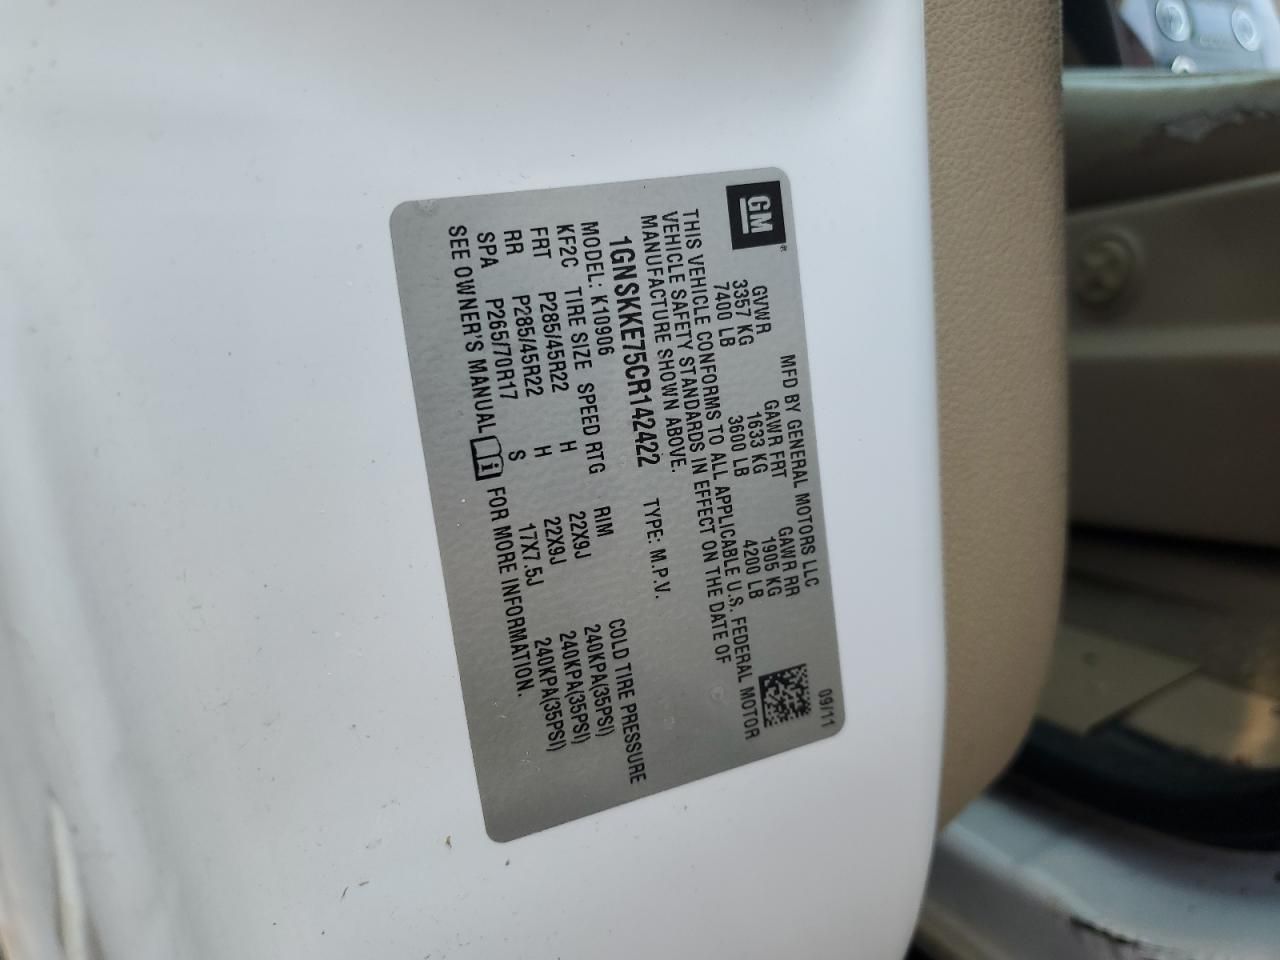 GM
MFD BY GENERAL MOTORS LLC 09/11
GVWR GAWR FRT GAWR RR
3357 KG 1633 KG 1905 KG
7400 LB 3600 LB 4200 LB
THIS VEHICLE CONFORMS TO ALL APPLICABLE U.S. FEDERAL MOTOR
VEHICLE SAFETY STANDARDS IN EFFECT ON THE DATE OF
MANUFACTURE SHOWN ABOVE.
1GNSKKE75CR142422 TYPE: M.P.V.
MODEL: K10906
KF2C TIRE SIZE SPEED RTG RIM COLD TIRE PRESSURE
FRT P285/45R22 H 22X9J 240KPA(35PSI)
RR P285/45R22 H 22X9J 240KPA(35PSI)
SPA P265/70R17 S 17X7.5J 240KPA(35PSI)
SEE OWNER'S MANUAL i FOR MORE INFORMATION.